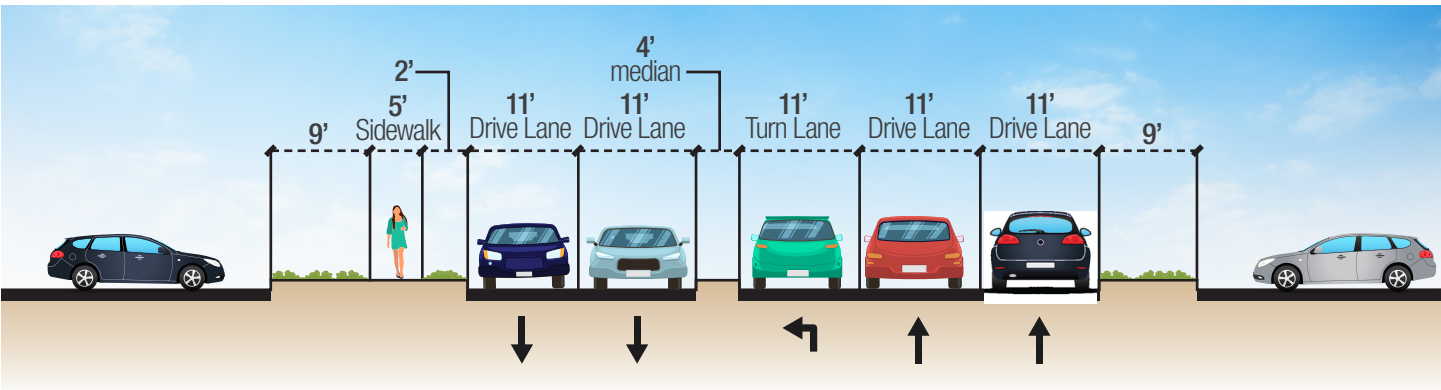 9’
5’
Sidewalk
2’
11’
Drive Lane
11’
Drive Lane
4’
median
11’
Turn Lane
11’
Drive Lane
11’
Drive Lane
9’